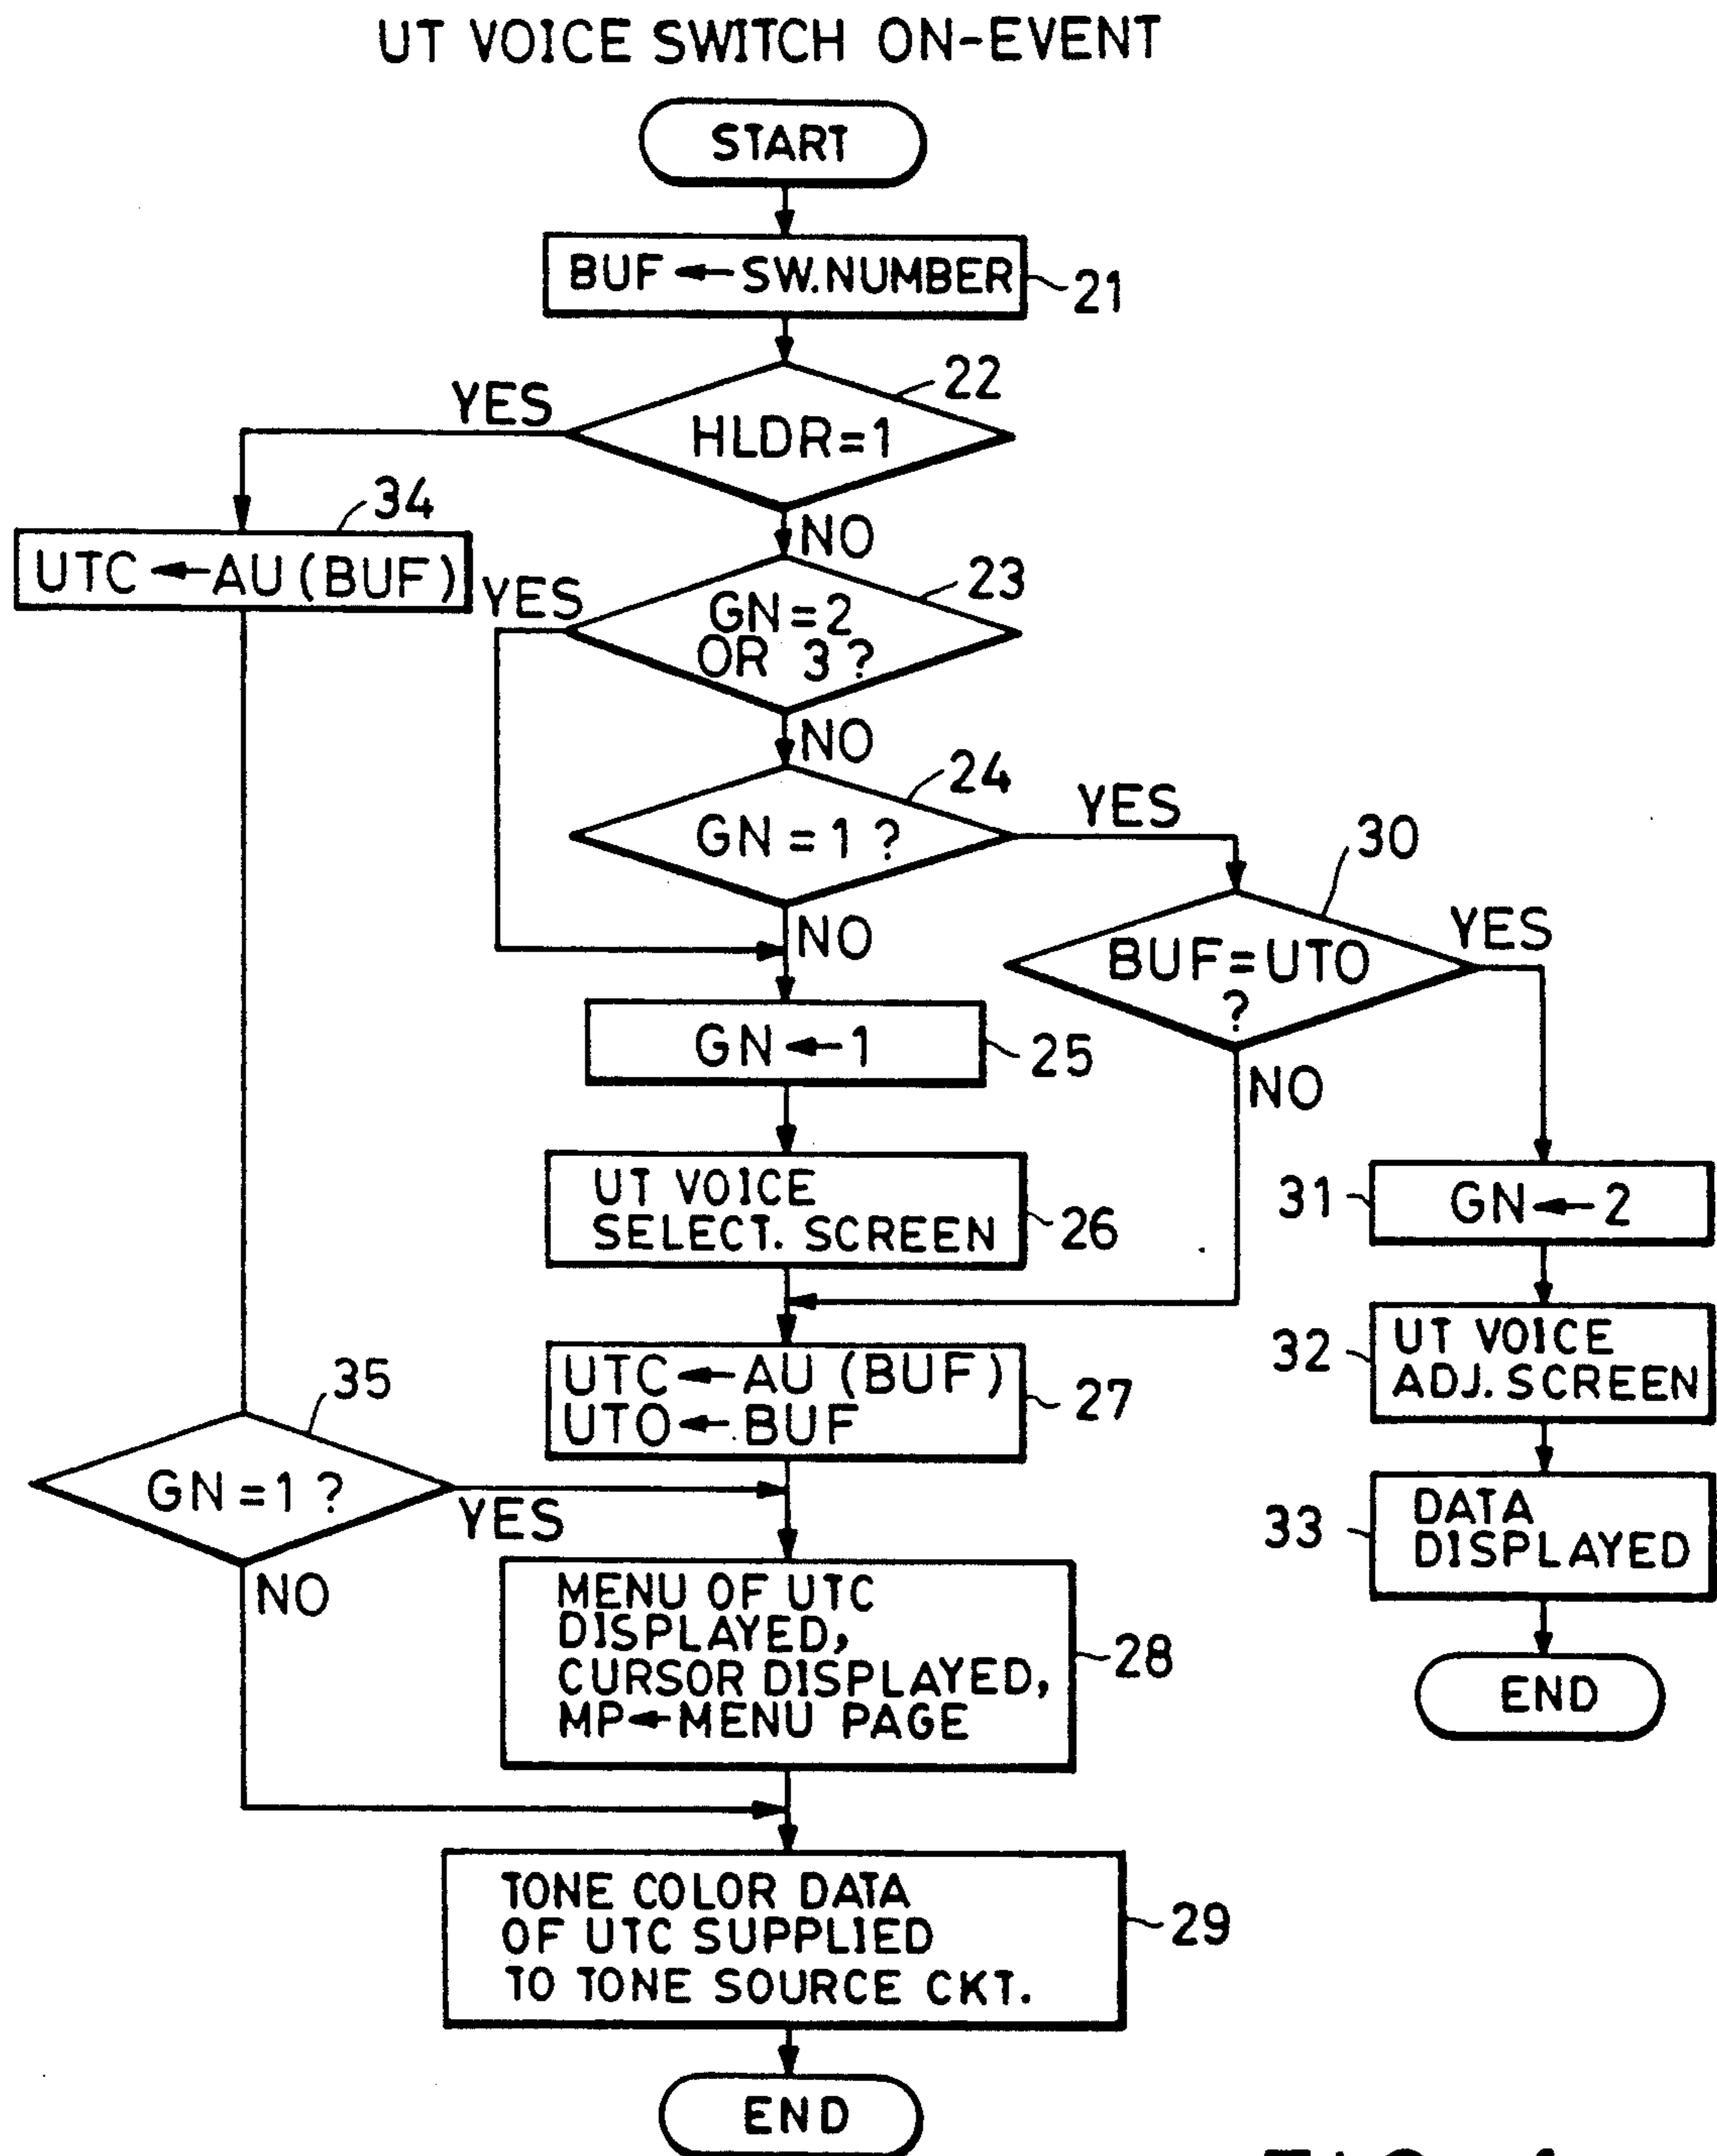 UT VOICE SWITCH ON-EVENT
START
BUF ← SW.NUMBER
21
22
YES
HLDR=1
NO
34
UTC ← AU (BUF)
23
YES
GN=2
OR 3 ?
NO
24
GN=1 ?
YES
NO
30
BUF=UTO
?
YES
NO
GN ← 1
25
UT VOICE
SELECT. SCREEN
26
31
GN ← 2
32
UT VOICE
ADJ. SCREEN
UTC ← AU (BUF)
UTO ← BUF
27
35
GN=1 ?
YES
NO
33
DATA
DISPLAYED
END
MENU OF UTC
DISPLAYED,
CURSOR DISPLAYED,
MP ← MENU PAGE
28
TONE COLOR DATA
OF UTC SUPPLIED
TO TONE SOURCE CKT.
29
END